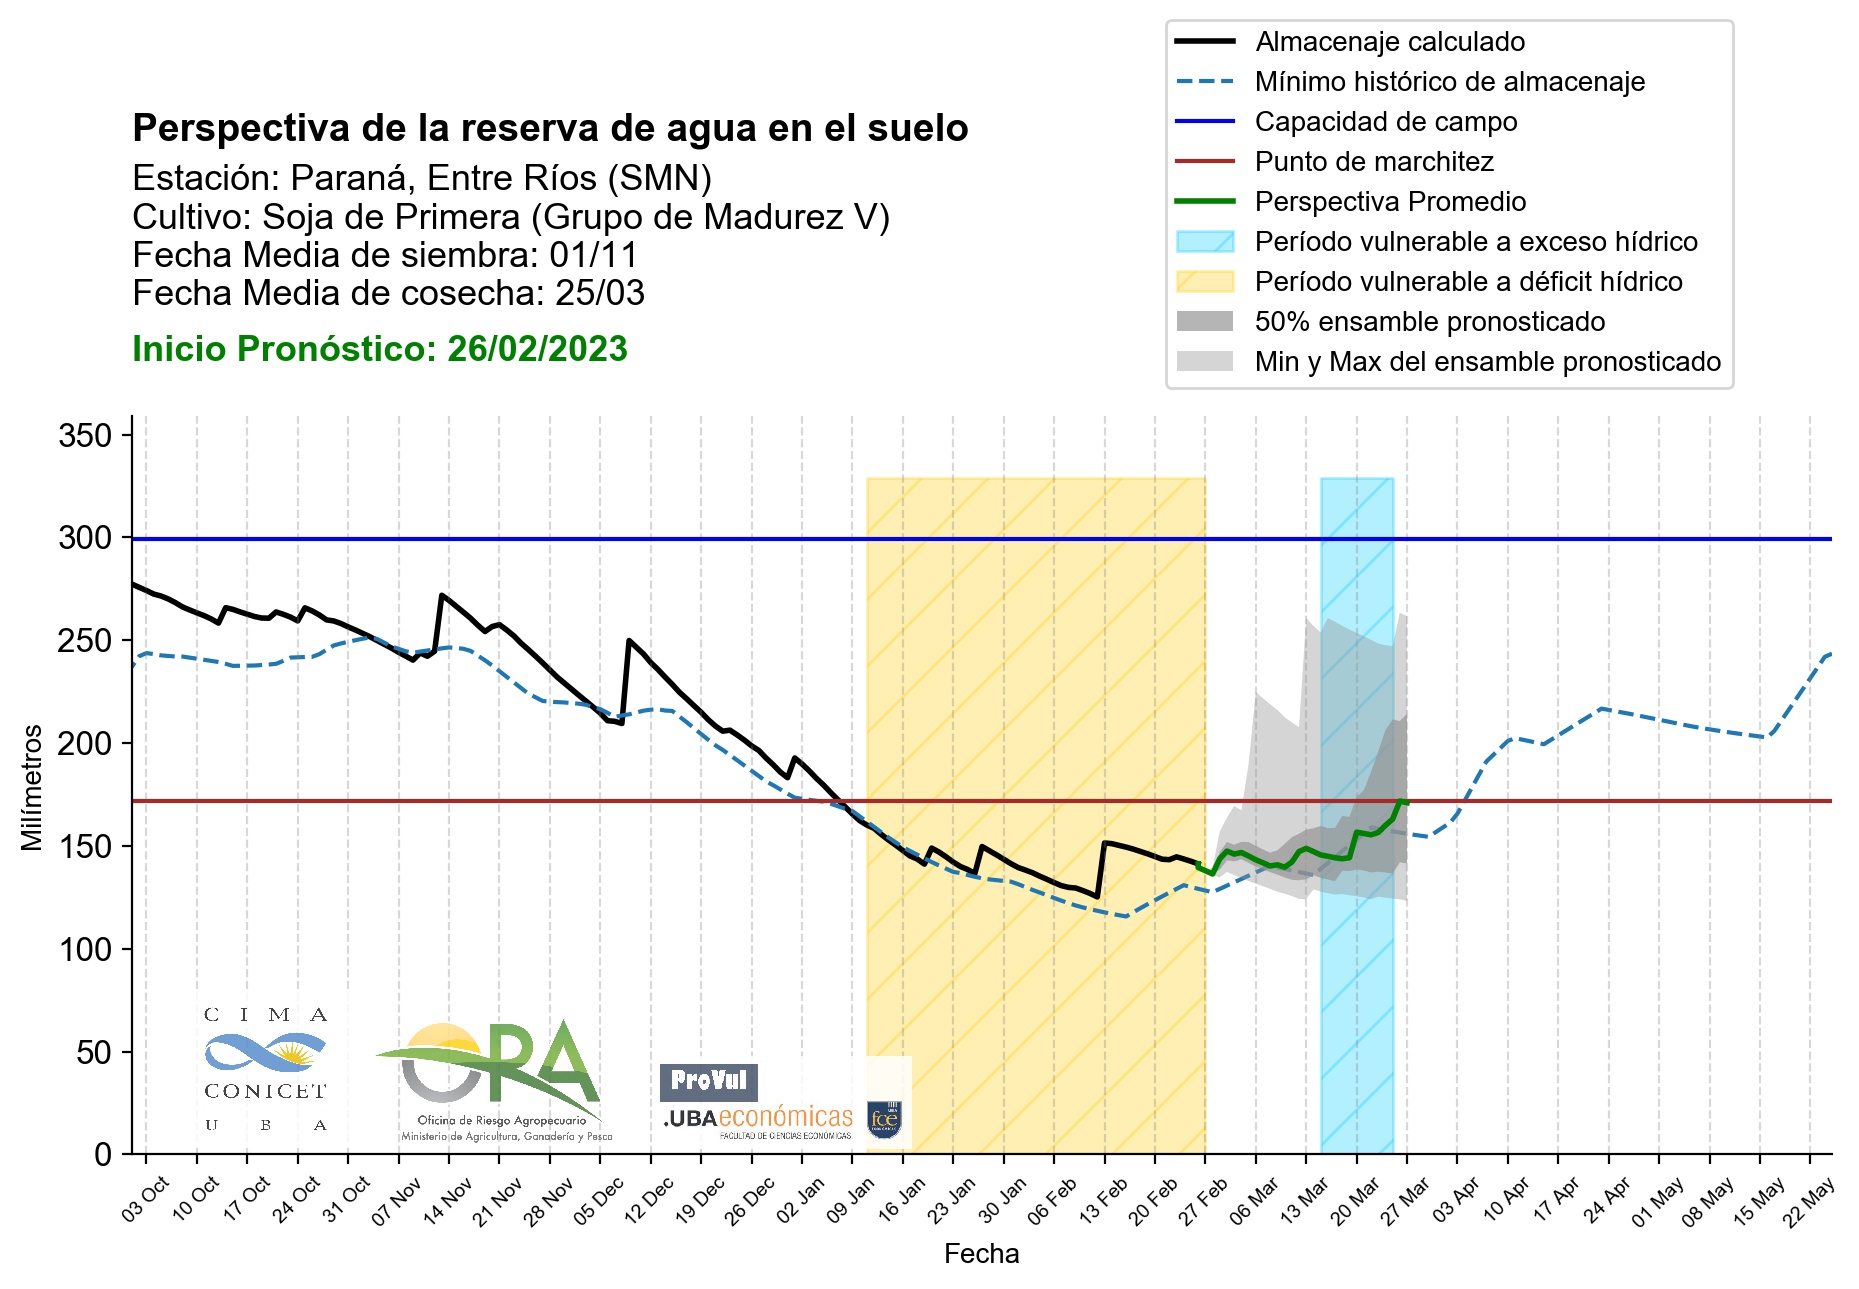 Almacenaje calculado
Mínimo histórico de almacenaje
Capacidad de campo
Punto de marchitez
Perspectiva Promedio
Período vulnerable a exceso hídrico
Período vulnerable a déficit hídrico
50% ensamble pronosticado
Min y Max del ensamble pronosticado
Perspectiva de la reserva de agua en el suelo
Estación: Paraná, Entre Ríos (SMN)
Cultivo: Soja de Primera (Grupo de Madurez V)
Fecha Media de siembra: 01/11
Fecha Media de cosecha: 25/03
Inicio Pronóstico: 26/02/2023
350
300
250
200
150
100
50
0
Milímetros
CIMA
CONICET
UBA
ORA
Oficina de Riesgo Agropecuario
Ministerio de Agricultura, Ganadería y Pesca
ProVul
.UBAeconómicas
FACULTAD DE CIENCIAS ECONÓMICAS
UBA
fce
ECONÓMICAS
03 Oct
10 Oct
17 Oct
24 Oct
31 Oct
07 Nov
14 Nov
21 Nov
28 Nov
05 Dec
12 Dec
19 Dec
26 Dec
02 Jan
09 Jan
16 Jan
23 Jan
30 Jan
06 Feb
13 Feb
20 Feb
27 Feb
06 Mar
13 Mar
20 Mar
27 Mar
03 Apr
10 Apr
17 Apr
24 Apr
01 May
08 May
15 May
22 May
Fecha